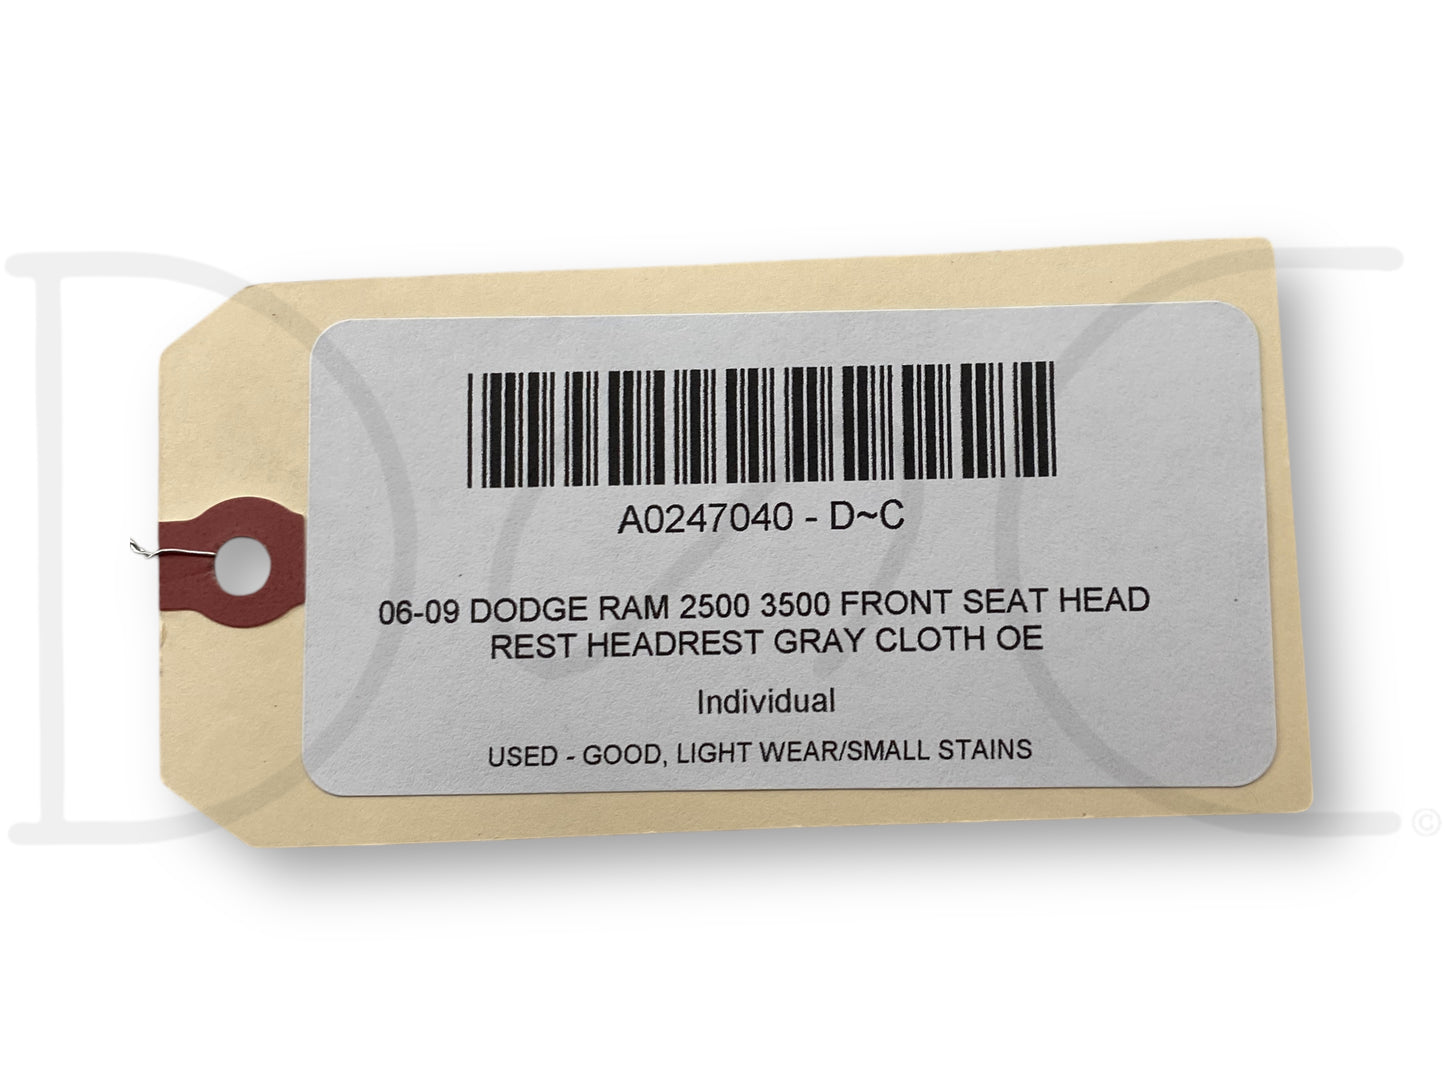 A0247040 - D~C
06-09 DODGE RAM 2500 3500 FRONT SEAT HEAD
REST HEADREST GRAY CLOTH OE
Individual
USED - GOOD, LIGHT WEAR/SMALL STAINS
D~C
©